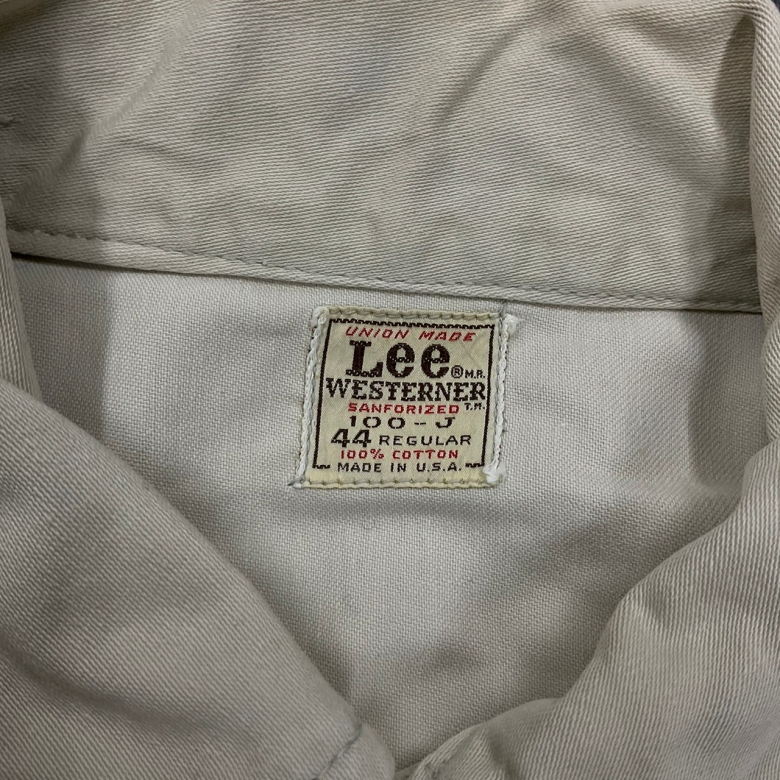 UNION MADE
Lee ® M.R.
WESTERNER
SANFORIZED T.M.
100-J
44 REGULAR
100% COTTON
MADE IN U.S.A.